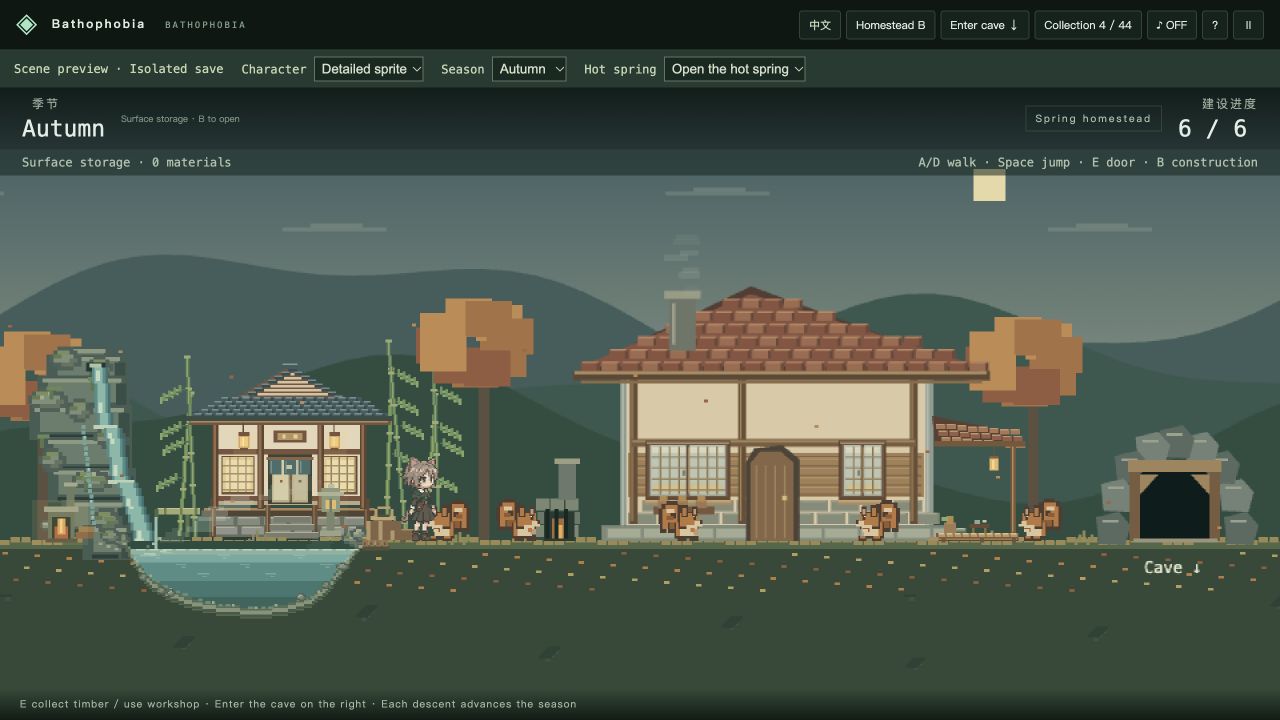 Bathophobia BATHOPHOBIA 中文 Homestead B Enter cave ↓ Collection 4 / 44 ♪ OFF ? II
Scene preview · Isolated save Character Detailed sprite Season Autumn Hot spring Open the hot spring
季节 建设进度
Autumn Surface storage · B to open Spring homestead 6 / 6
Surface storage · 0 materials A/D walk · Space jump · E door · B construction
Cave ↓
E collect timber / use workshop · Enter the cave on the right · Each descent advances the season